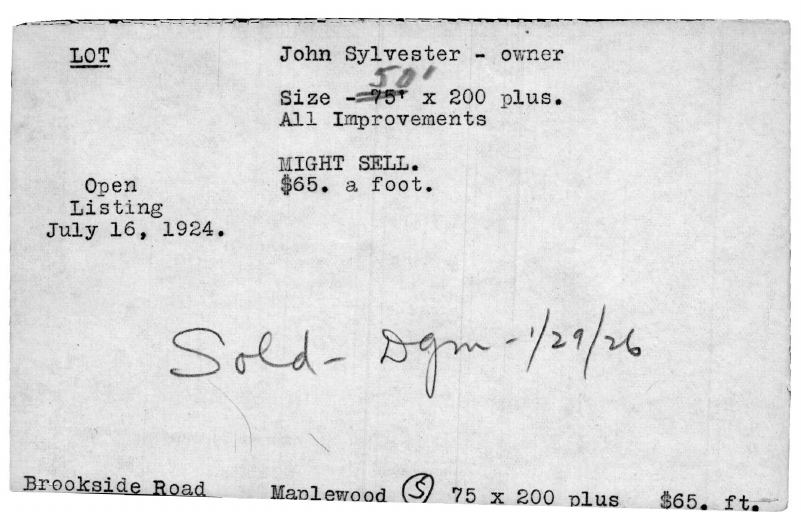 LOT
John Sylvester - owner
50'
Size - 75' x 200 plus.
All Improvements
MIGHT SELL.
$65. a foot.
Open
Listing
July 16, 1924.
Sold - Dgm - 1/29/26
Brookside Road Maplewood (5) 75 x 200 plus $65. ft.